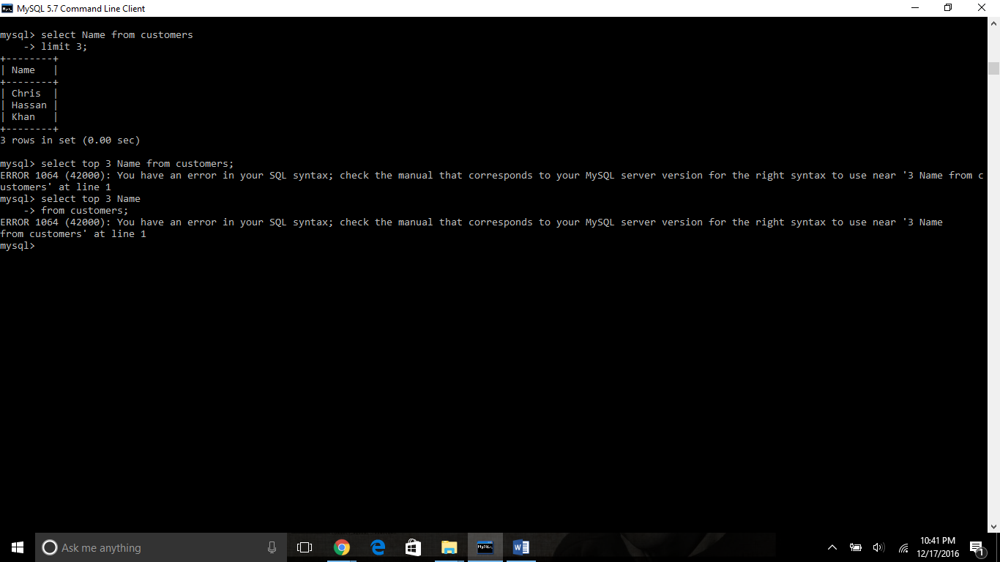 MySQL 5.7 Command Line Client
mysql> select Name from customers
    -> limit 3;
+--------+
| Name   |
+--------+
| Chris  |
| Hassan |
| Khan   |
+--------+
3 rows in set (0.00 sec)
mysql> select top 3 Name from customers;
ERROR 1064 (42000): You have an error in your SQL syntax; check the manual that corresponds to your MySQL server version for the right syntax to use near '3 Name from c
ustomers' at line 1
mysql> select top 3 Name
    -> from customers;
ERROR 1064 (42000): You have an error in your SQL syntax; check the manual that corresponds to your MySQL server version for the right syntax to use near '3 Name
from customers' at line 1
mysql>
Ask me anything
10:41 PM
12/17/2016
1